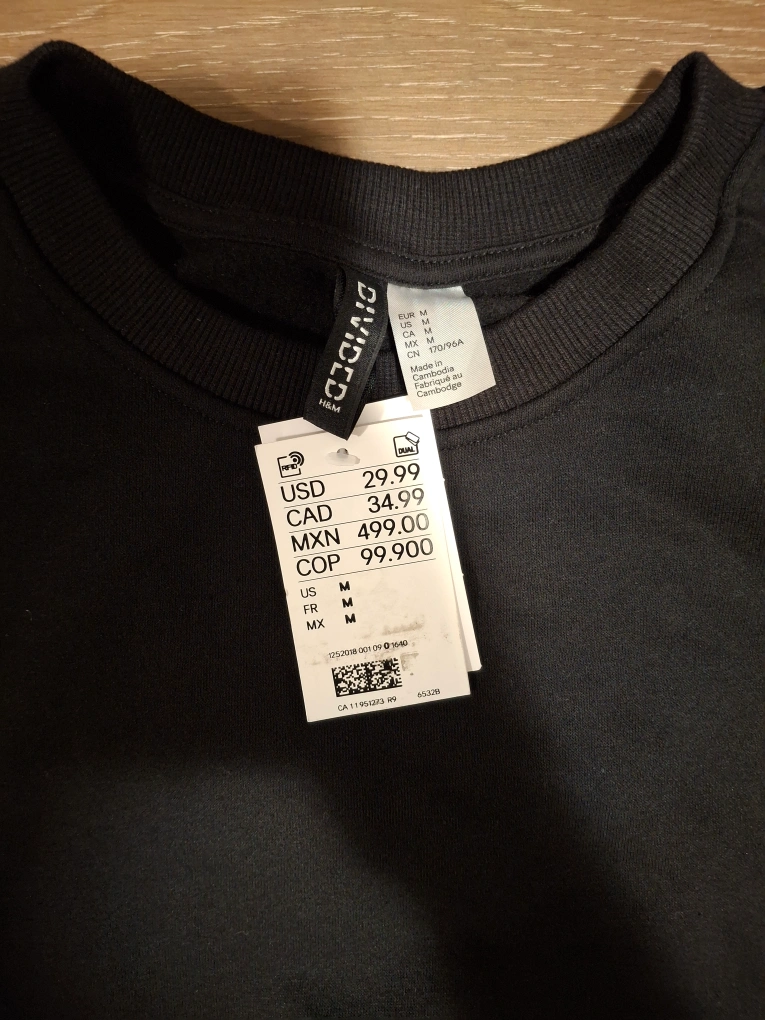 DIVIDED
H&M
EUR M
US M
CA M
MX M
CN 170/96A
Made in
Cambodia
Fabriqué au
Cambodge
RFID
DUAL
USD 29.99
CAD 34.99
MXN 499.00
COP 99.900
US M
FR M
MX M
1252018 001 09 0 1640
CA 11951273 R9 6532B